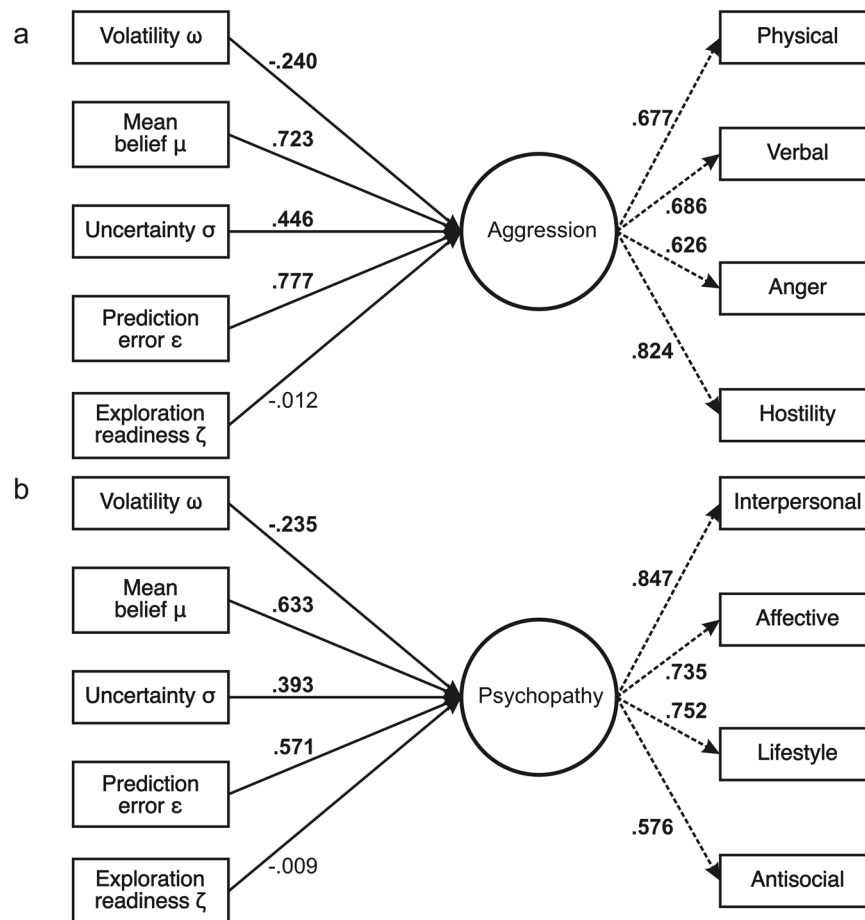 a
Volatility ω
-.240
Physical
Mean
belief μ
.723
.677
Verbal
Uncertainty σ
.446
Aggression
.686
.626
Prediction
error ε
.777
Anger
.824
Exploration
readiness ζ
-.012
Hostility
b
Volatility ω
-.235
Interpersonal
Mean
belief μ
.633
.847
Affective
Uncertainty σ
.393
Psychopathy
.735
.752
Prediction
error ε
.571
Lifestyle
.576
Exploration
readiness ζ
-.009
Antisocial